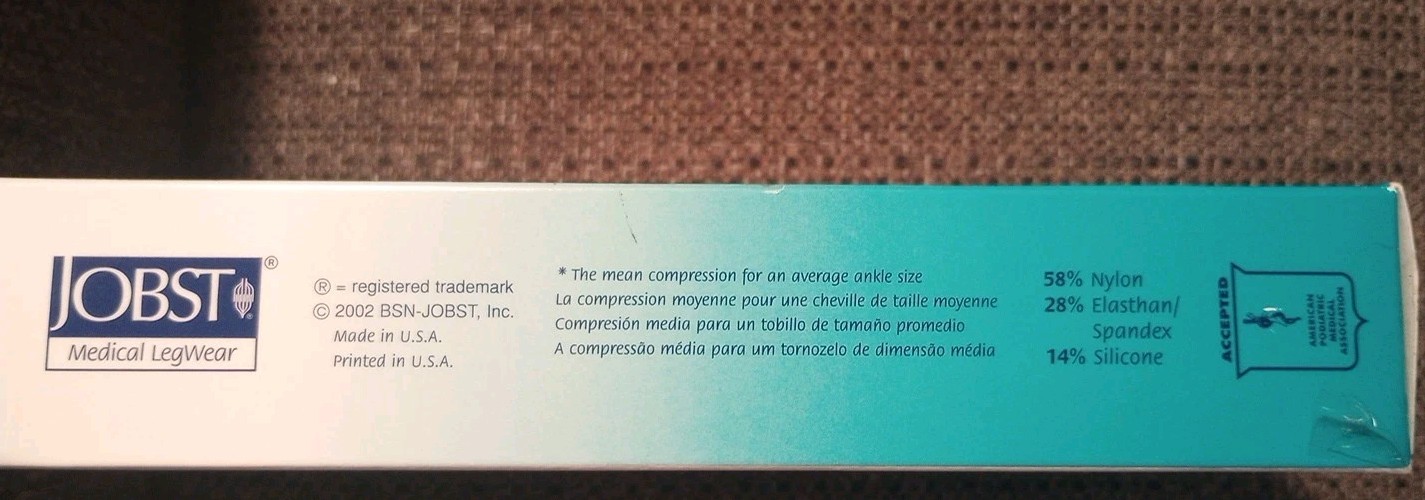 JOBST®
Medical LegWear
® = registered trademark
© 2002 BSN-JOBST, Inc.
Made in U.S.A.
Printed in U.S.A.
* The mean compression for an average ankle size
La compression moyenne pour une cheville de taille moyenne
Compresión media para un tobillo de tamaño promedio
A compressão média para um tornozelo de dimensão média
58% Nylon
28% Elasthan/
Spandex
14% Silicone
ACCEPTED
AMERICAN
PODIATRIC
MEDICAL
ASSOCIATION